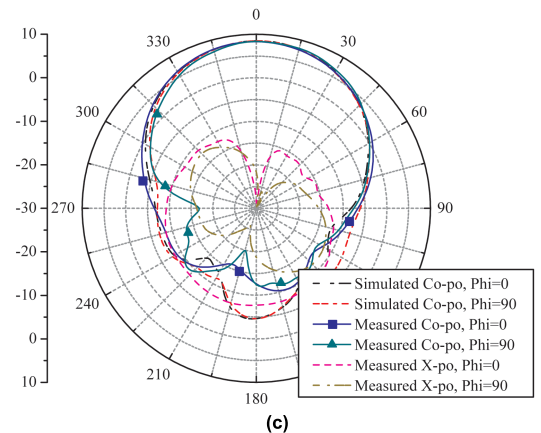 0
330
30
300
60
270
90
240
210
180
10
0
-10
-20
-30
-20
-10
0
10
Simulated Co-po, Phi=0
Simulated Co-po, Phi=90
Measured Co-po, Phi=0
Measured Co-po, Phi=90
Measured X-po, Phi=0
Measured X-po, Phi=90
(c)